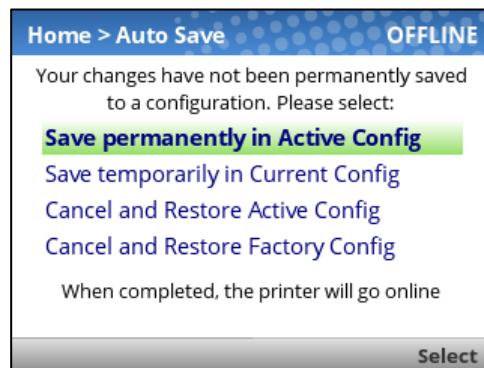 Home > Auto Save OFFLINE
Your changes have not been permanently saved
to a configuration. Please select:
Save permanently in Active Config
Save temporarily in Current Config
Cancel and Restore Active Config
Cancel and Restore Factory Config
When completed, the printer will go online
Select